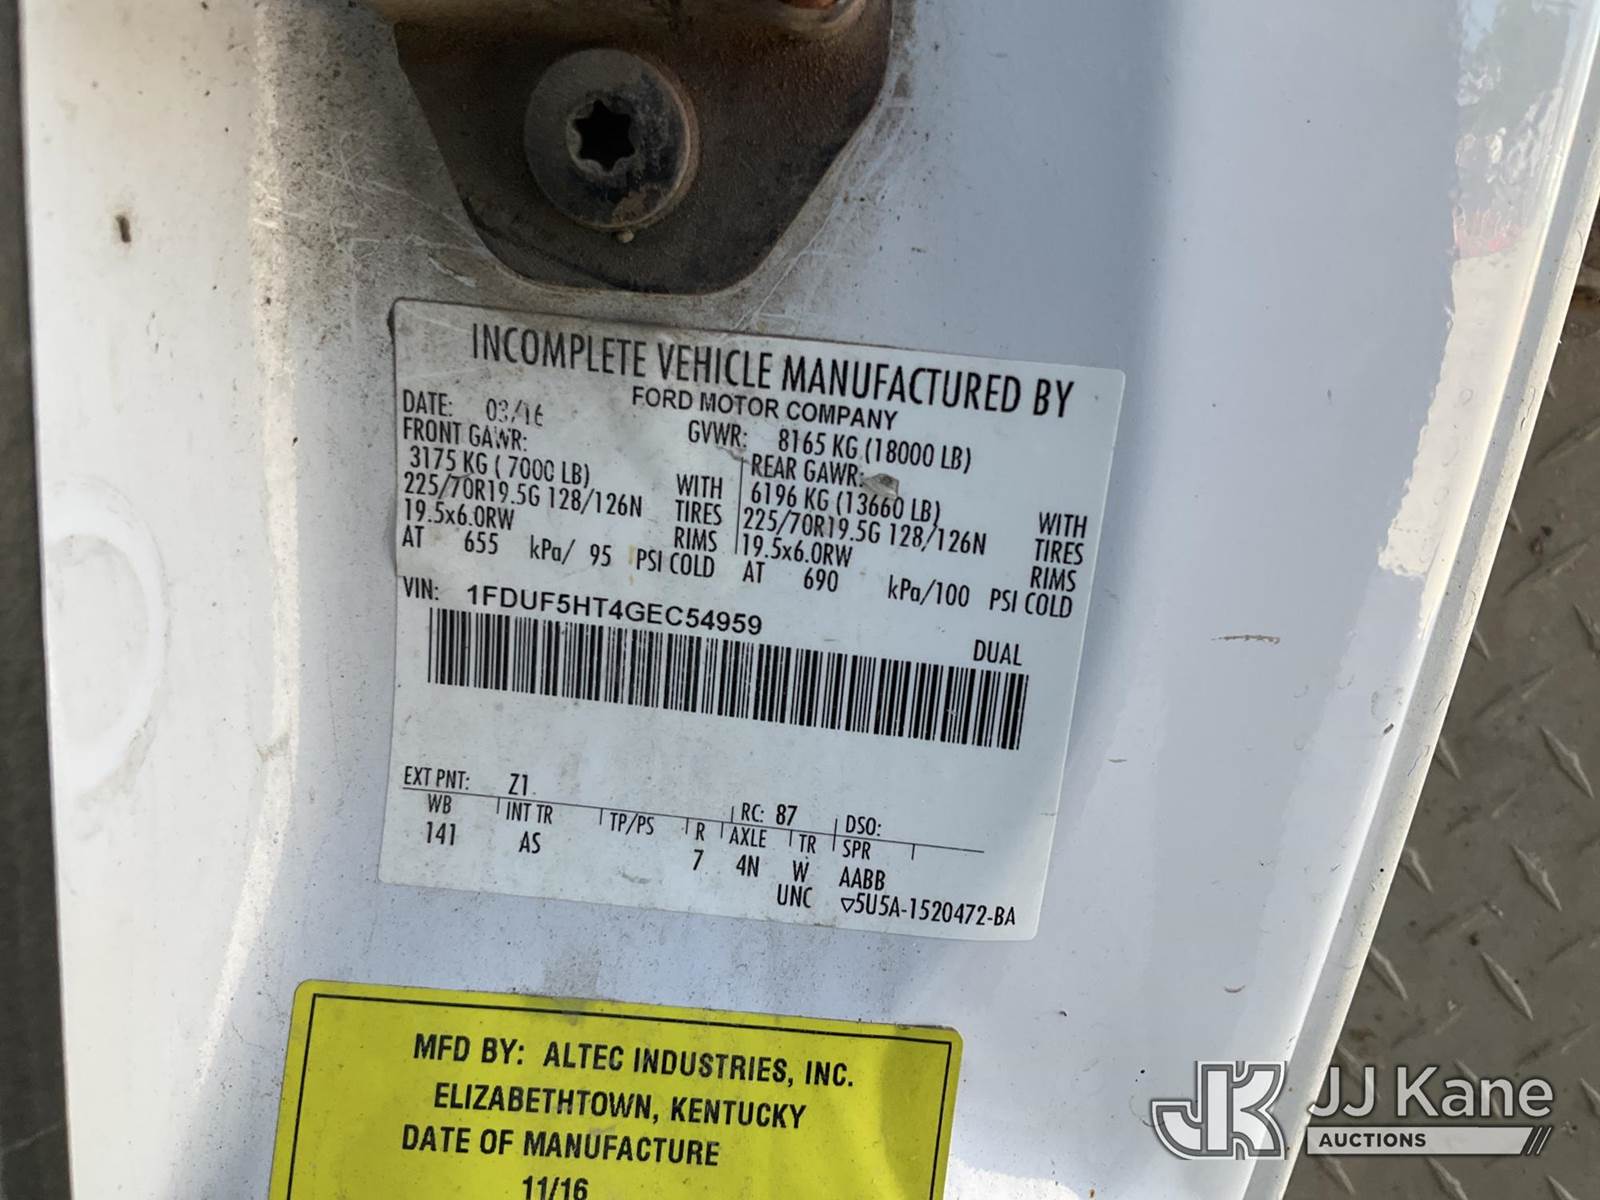 INCOMPLETE VEHICLE MANUFACTURED BY
FORD MOTOR COMPANY
DATE: 03/16 GVWR: 8165 KG (18000 LB)
FRONT GAWR: REAR GAWR:
3175 KG ( 7000 LB) WITH 6196 KG (13660 LB) WITH
225/70R19.5G 128/126N TIRES 225/70R19.5G 128/126N TIRES
19.5x6.0RW RIMS 19.5x6.0RW RIMS
AT 655 kPa/ 95 PSI COLD AT 690 kPa/100 PSI COLD
VIN: 1FDUF5HT4GEC54959
DUAL
EXT PNT: Z1 RC: 87 DSO:
WB INT TR TP/PS R AXLE TR SPR
141 AS 7 4N W AABB
UNC ▽5U5A-1520472-BA
MFD BY: ALTEC INDUSTRIES, INC.
ELIZABETHTOWN, KENTUCKY
DATE OF MANUFACTURE
11/16
JK JJ Kane
AUCTIONS